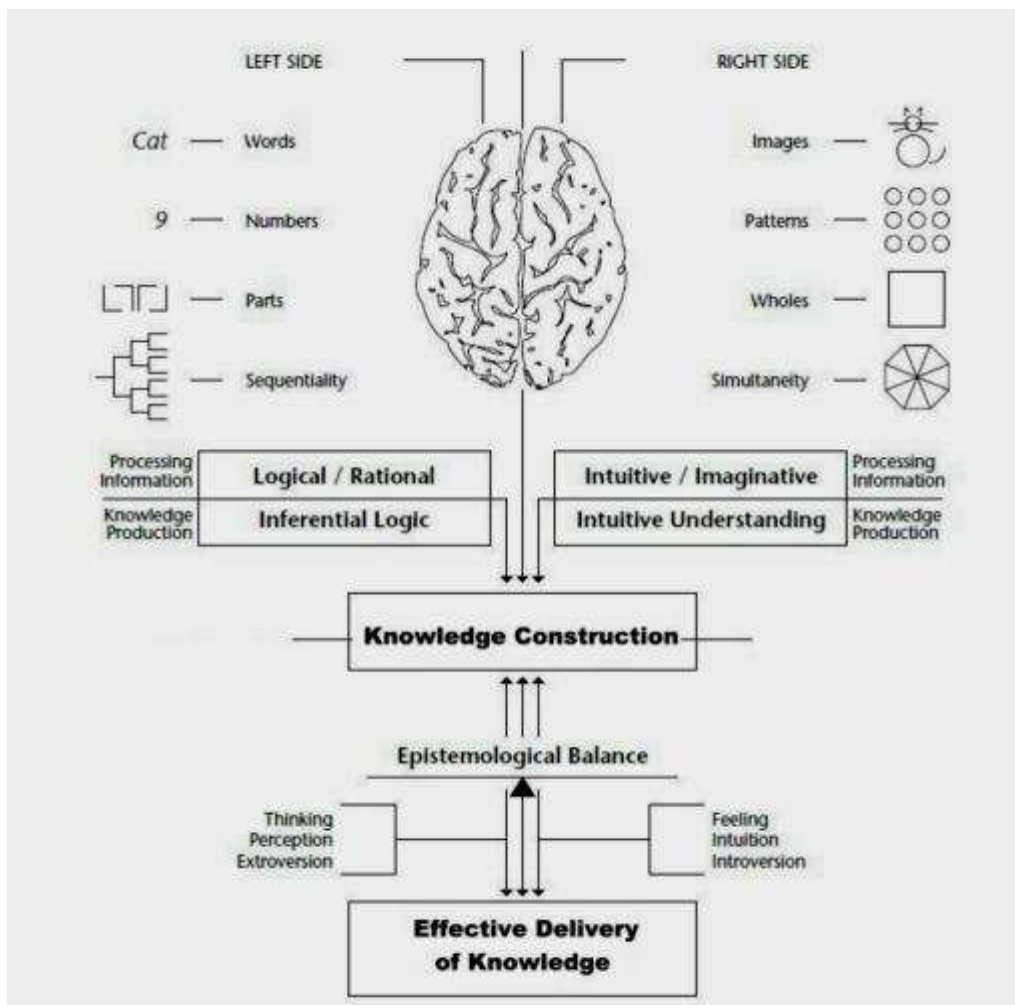 LEFT SIDE
RIGHT SIDE
Cat
Words
Images
9
Numbers
Patterns
Parts
Wholes
Sequentiality
Simultaneity
Processing
Information
Logical / Rational
Intuitive / Imaginative
Processing
Information
Knowledge
Production
Inferential Logic
Intuitive Understanding
Knowledge
Production
Knowledge Construction
Epistemological Balance
Thinking
Perception
Extroversion
Feeling
Intuition
Introversion
Effective Delivery
of Knowledge